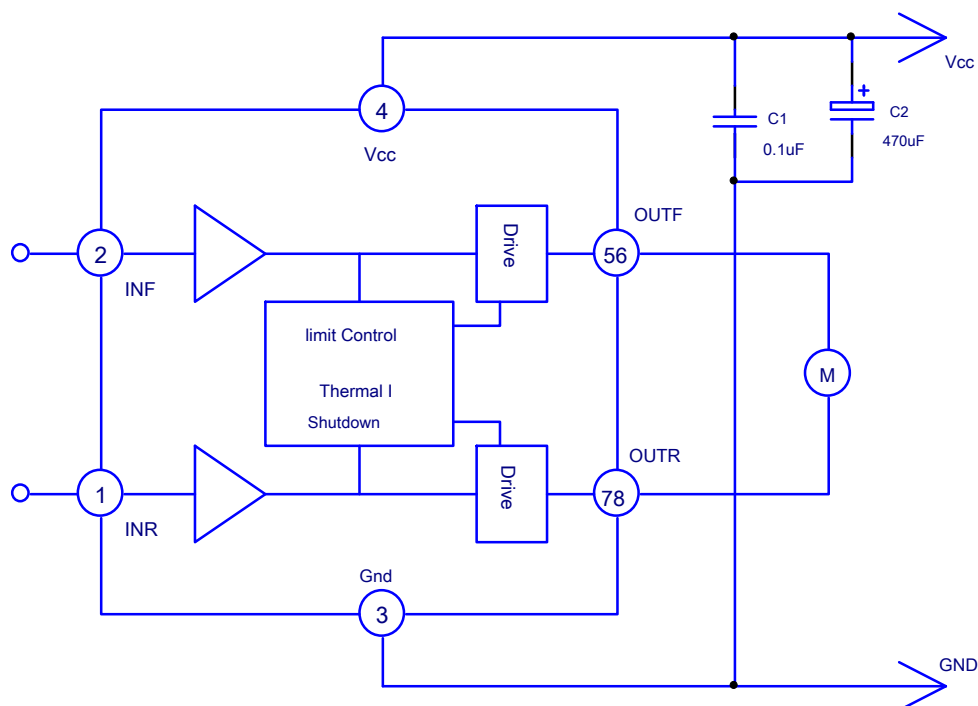 Vcc
4
Vcc
C1
0.1uF
+
C2
470uF
OUTF
2
INF
Drive
56
limit Control
Thermal I
Shutdown
M
OUTR
1
INR
Drive
78
Gnd
3
GND